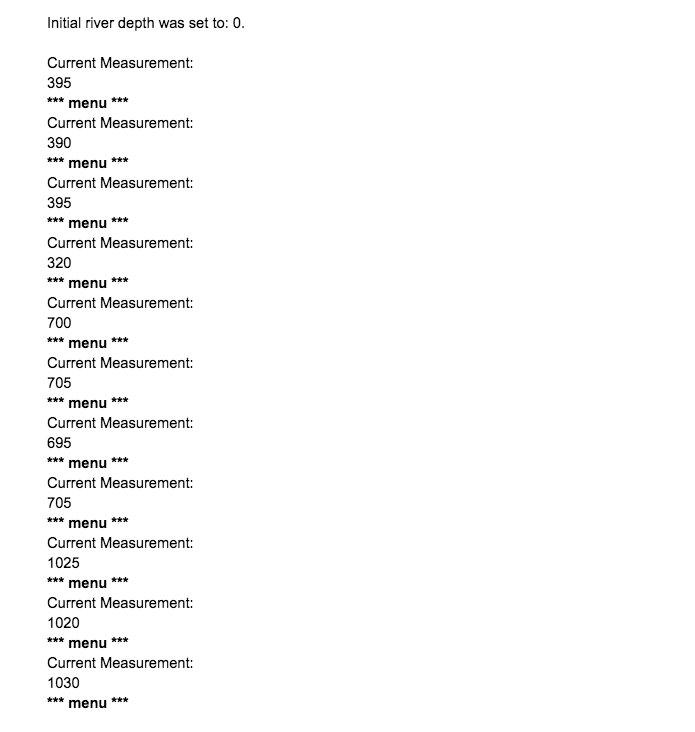 Initial river depth was set to: 0.
Current Measurement:
395
*** menu ***
Current Measurement:
390
*** menu ***
Current Measurement:
395
*** menu ***
Current Measurement:
320
*** menu ***
Current Measurement:
700
*** menu ***
Current Measurement:
705
*** menu ***
Current Measurement:
695
*** menu ***
Current Measurement:
705
*** menu ***
Current Measurement:
1025
*** menu ***
Current Measurement:
1020
*** menu ***
Current Measurement:
1030
*** menu ***